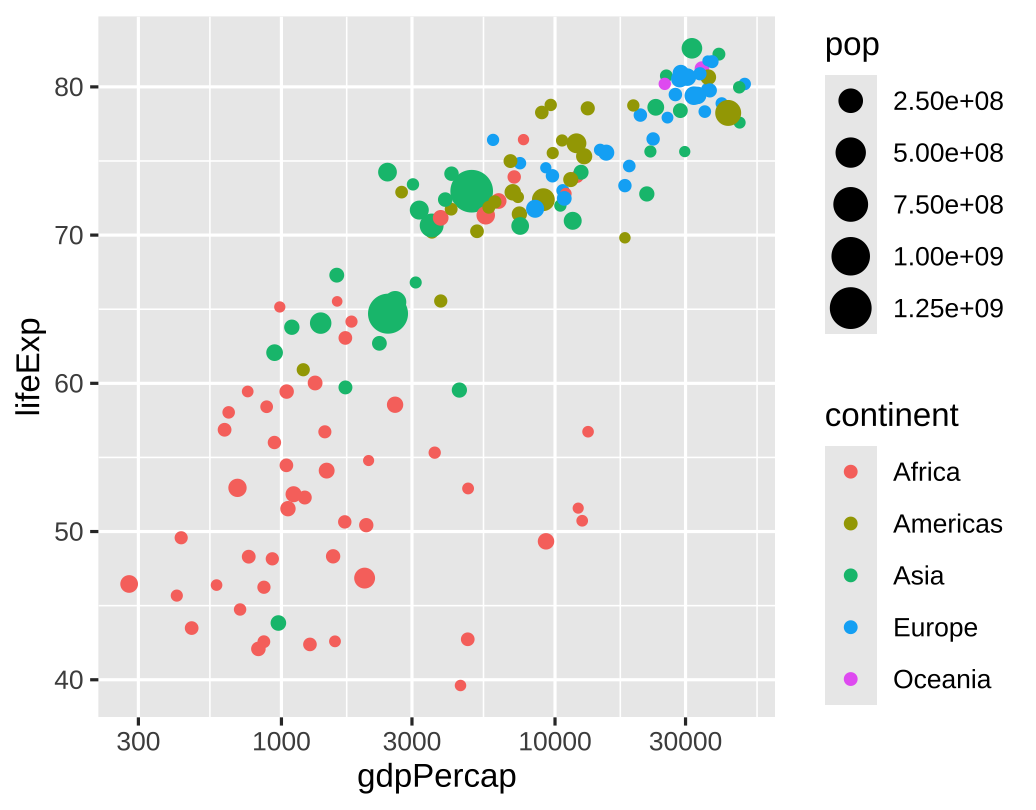 80
70
60
50
40
lifeExp
300 1000 3000 10000 30000
gdpPercap
pop
2.50e+08
5.00e+08
7.50e+08
1.00e+09
1.25e+09
continent
Africa
Americas
Asia
Europe
Oceania